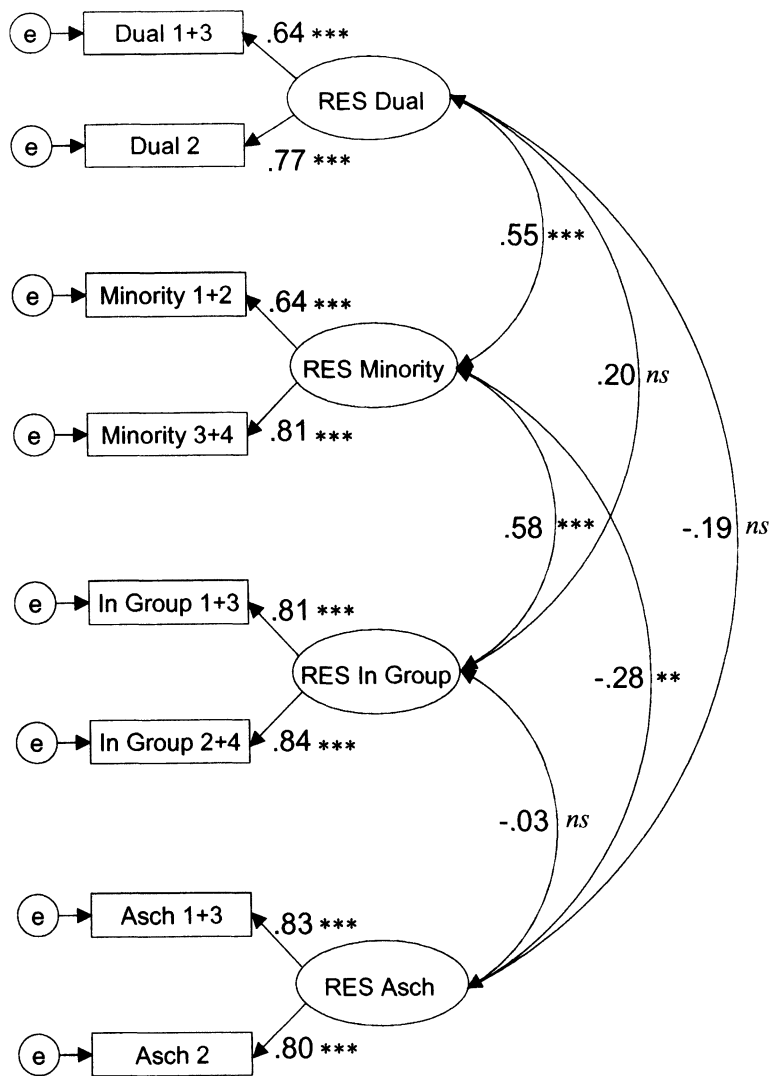 e
Dual 1+3
.64 ***
RES Dual
e
Dual 2
.77 ***
.55 ***
e
Minority 1+2
.64 ***
RES Minority
.20 ns
e
Minority 3+4
.81 ***
.58 ***
-.19 ns
e
In Group 1+3
.81 ***
RES In Group
-.28 **
e
In Group 2+4
.84 ***
-.03 ns
e
Asch 1+3
.83 ***
RES Asch
e
Asch 2
.80 ***